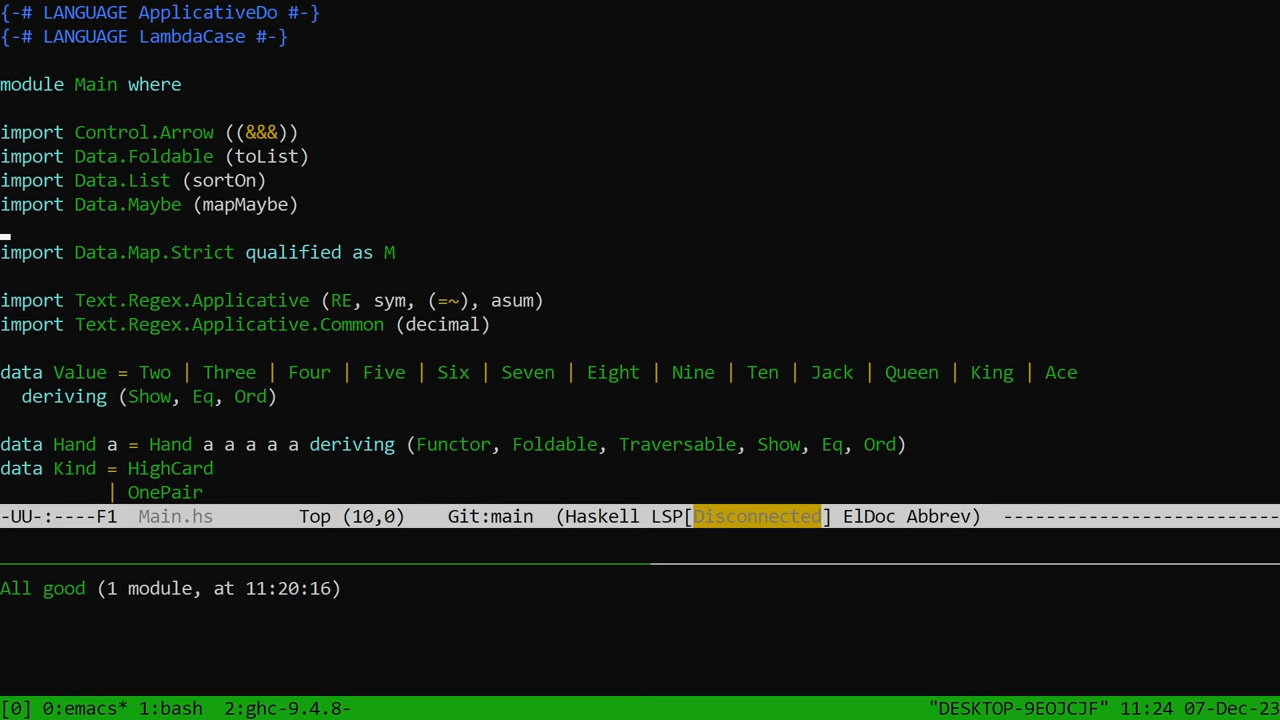 {-# LANGUAGE ApplicativeDo #-}
{-# LANGUAGE LambdaCase #-}
module Main where
import Control.Arrow ((&&&))
import Data.Foldable (toList)
import Data.List (sortOn)
import Data.Maybe (mapMaybe)
import Data.Map.Strict qualified as M
import Text.Regex.Applicative (RE, sym, (=~), asum)
import Text.Regex.Applicative.Common (decimal)
data Value = Two | Three | Four | Five | Six | Seven | Eight | Nine | Ten | Jack | Queen | King | Ace
  deriving (Show, Eq, Ord)
data Hand a = Hand a a a a a deriving (Functor, Foldable, Traversable, Show, Eq, Ord)
data Kind = HighCard
          | OnePair
-UU-:----F1  Main.hs        Top (10,0)    Git:main  (Haskell LSP[Disconnected] ElDoc Abbrev)  --------------------------
All good (1 module, at 11:20:16)
[0] 0:emacs* 1:bash  2:ghc-9.4.8-    "DESKTOP-9EOJCJF" 11:24 07-Dec-23